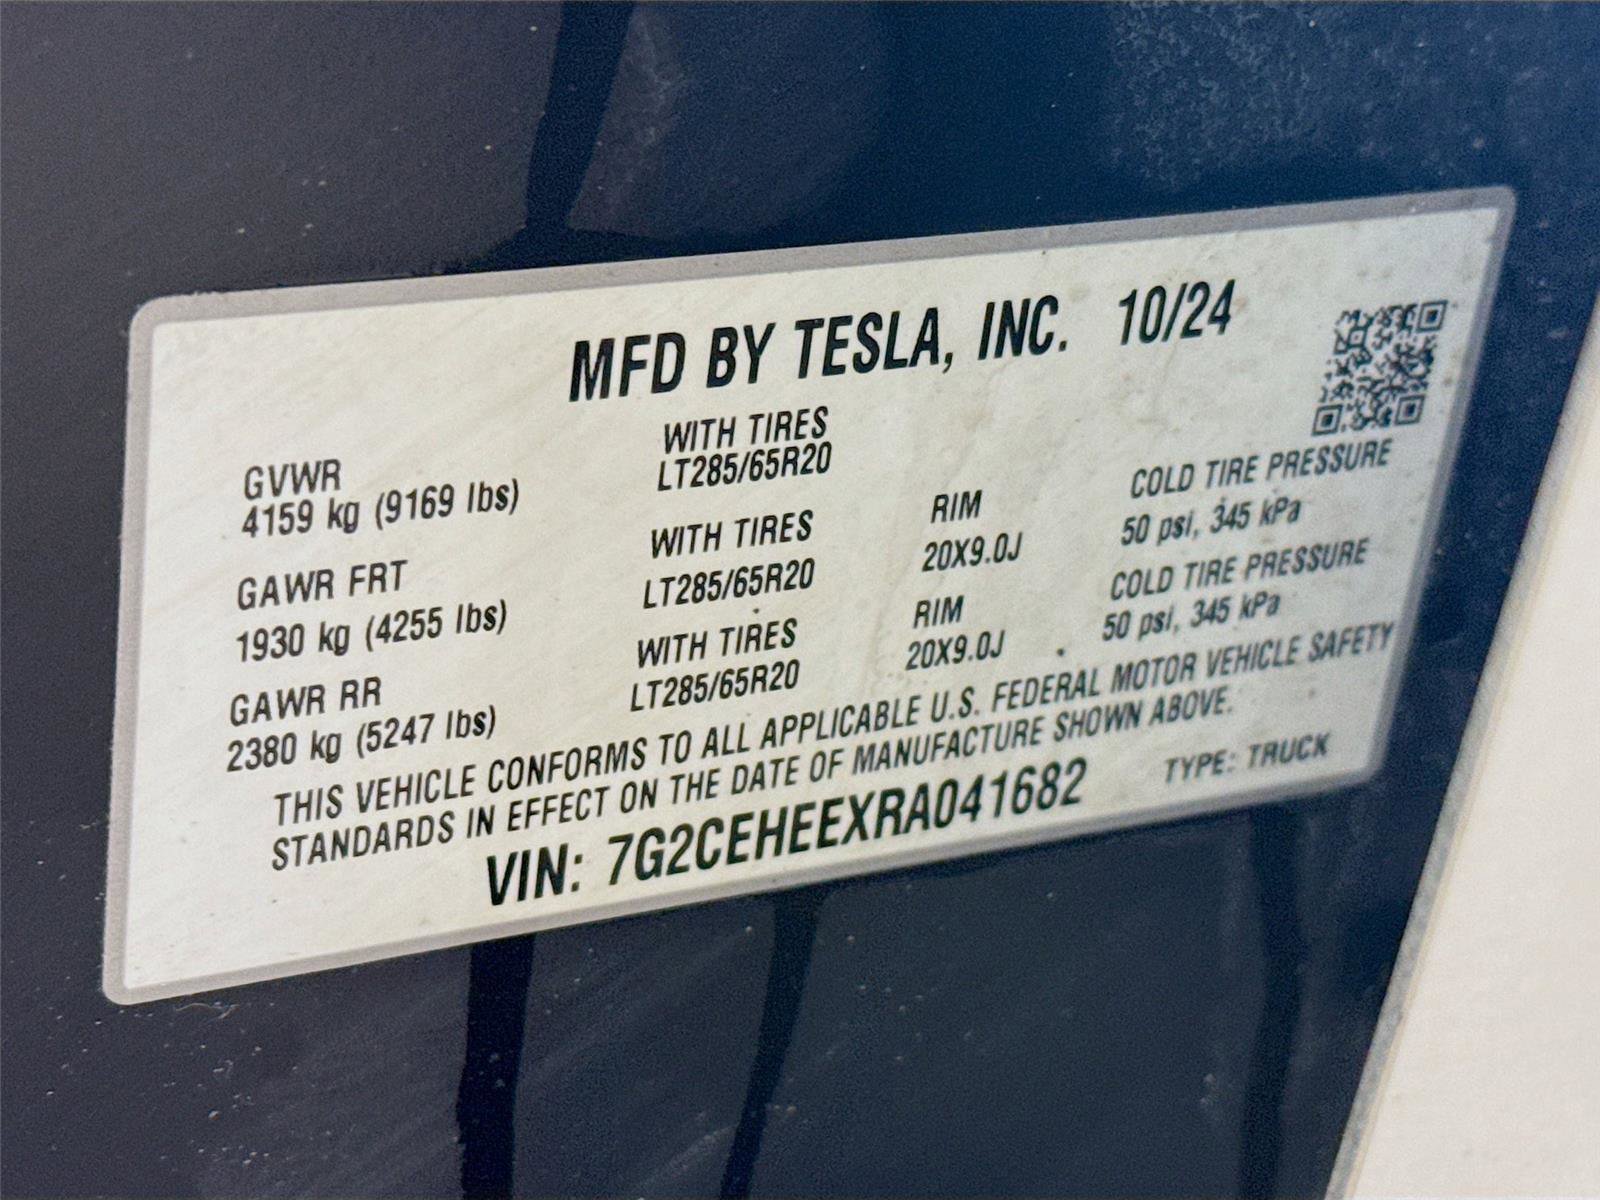 MFD BY TESLA, INC. 10/24
GVWR
4159 kg (9169 lbs)
WITH TIRES
LT285/65R20
GAWR FRT
1930 kg (4255 lbs)
WITH TIRES
LT285/65R20
RIM
20X9.0J
COLD TIRE PRESSURE
50 psi, 345 kPa
GAWR RR
2380 kg (5247 lbs)
WITH TIRES
LT285/65R20
RIM
20X9.0J
COLD TIRE PRESSURE
50 psi, 345 kPa
THIS VEHICLE CONFORMS TO ALL APPLICABLE U.S. FEDERAL MOTOR VEHICLE SAFETY
STANDARDS IN EFFECT ON THE DATE OF MANUFACTURE SHOWN ABOVE.
VIN: 7G2CEHEEXRA041682
TYPE: TRUCK